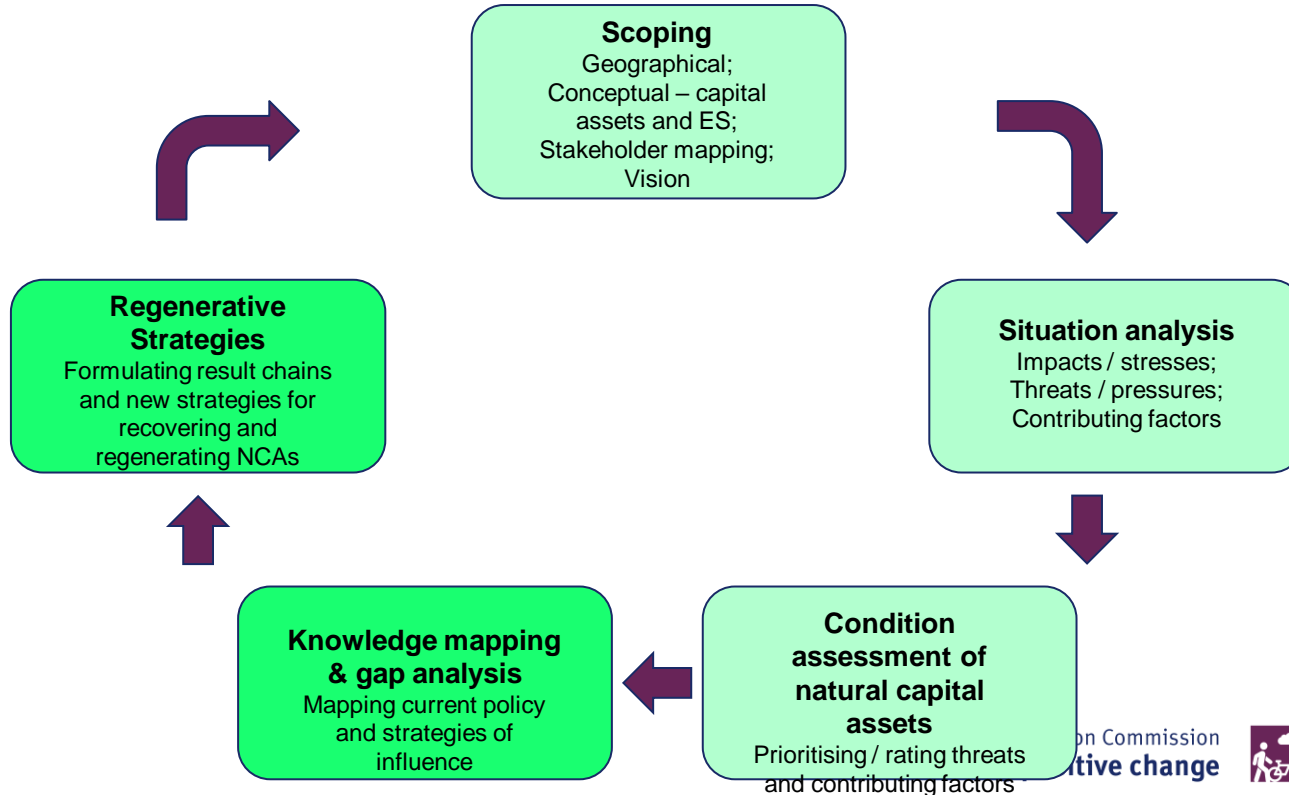 Scoping
Geographical;
Conceptual – capital
assets and ES;
Stakeholder mapping;
Vision
Situation analysis
Impacts / stresses;
Threats / pressures;
Contributing factors
Condition
assessment of
natural capital
assets
Prioritising / rating threats
and contributing factors
Knowledge mapping
& gap analysis
Mapping current policy
and strategies of
influence
Regenerative
Strategies
Formulating result chains
and new strategies for
recovering and
regenerating NCAs
on Commission
itive change